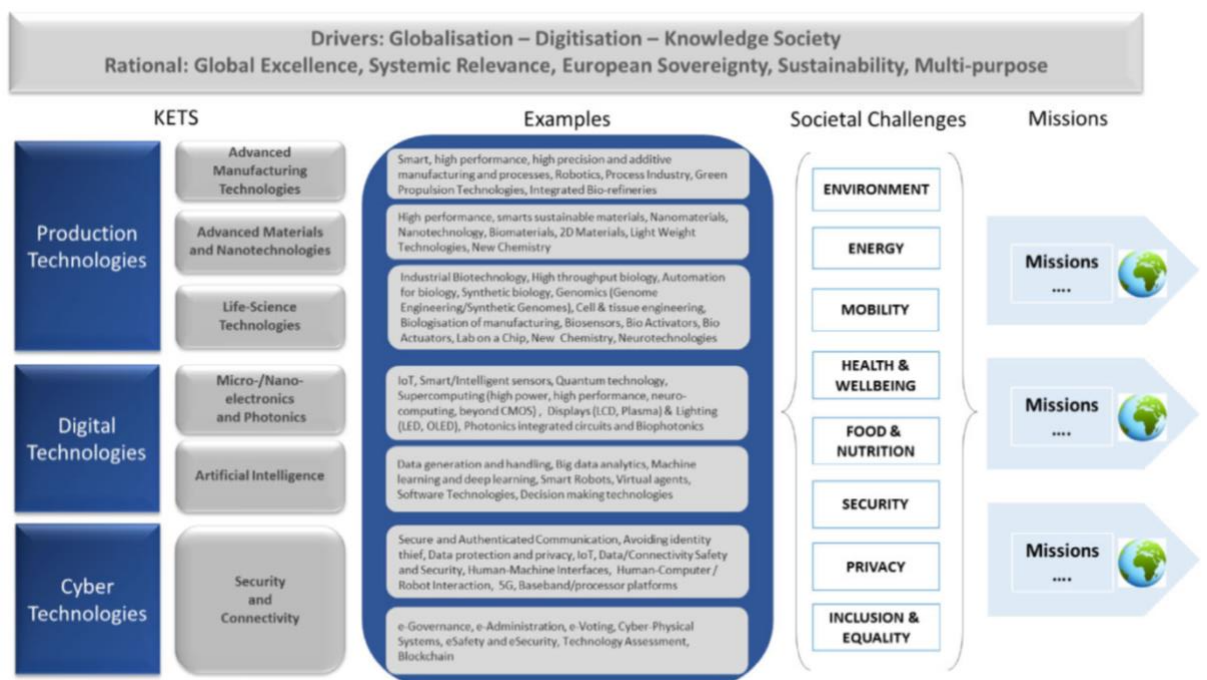 Drivers: Globalisation – Digitisation – Knowledge Society
Rational: Global Excellence, Systemic Relevance, European Sovereignty, Sustainability, Multi-purpose
KETS
Examples
Societal Challenges
Missions
Production
Technologies
Advanced
Manufacturing
Technologies
Smart, high performance, high precision and additive
manufacturing and processes, Robotics, Process Industry, Green
Propulsion Technologies, Integrated Bio-refineries
Advanced Materials
and Nanotechnologies
High performance, smarts sustainable materials, Nanomaterials,
Nanotechnology, Biomaterials, 2D Materials, Light Weight
Technologies, New Chemistry
Life-Science
Technologies
Industrial Biotechnology, High throughput biology, Automation
for biology, Synthetic biology, Genomics (Genome
Engineering/Synthetic Genomes), Cell & tissue engineering,
Biologisation of manufacturing, Biosensors, Bio Activators, Bio
Actuators, Lab on a Chip, New Chemistry, Neurotechnologies
Digital
Technologies
Micro-/Nano-
electronics
and Photonics
IoT, Smart/Intelligent sensors, Quantum technology,
Supercomputing (high power, high performance, neuro-
computing, beyond CMOS) , Displays (LCD, Plasma) & Lighting
(LED, OLED), Photonics integrated circuits and Biophotonics
Artificial Intelligence
Data generation and handling, Big data analytics, Machine
learning and deep learning, Smart Robots, Virtual agents,
Software Technologies, Decision making technologies
Cyber
Technologies
Security
and
Connectivity
Secure and Authenticated Communication, Avoiding identity
thief, Data protection and privacy, IoT, Data/Connectivity Safety
and Security, Human-Machine Interfaces, Human-Computer /
Robot Interaction, 5G, Baseband/processor platforms
e-Governance, e-Administration, e-Voting, Cyber-Physical
Systems, eSafety and eSecurity, Technology Assessment,
Blockchain
ENVIRONMENT
ENERGY
MOBILITY
HEALTH &
WELLBEING
FOOD &
NUTRITION
SECURITY
PRIVACY
INCLUSION &
EQUALITY
Missions
....
Missions
....
Missions
....